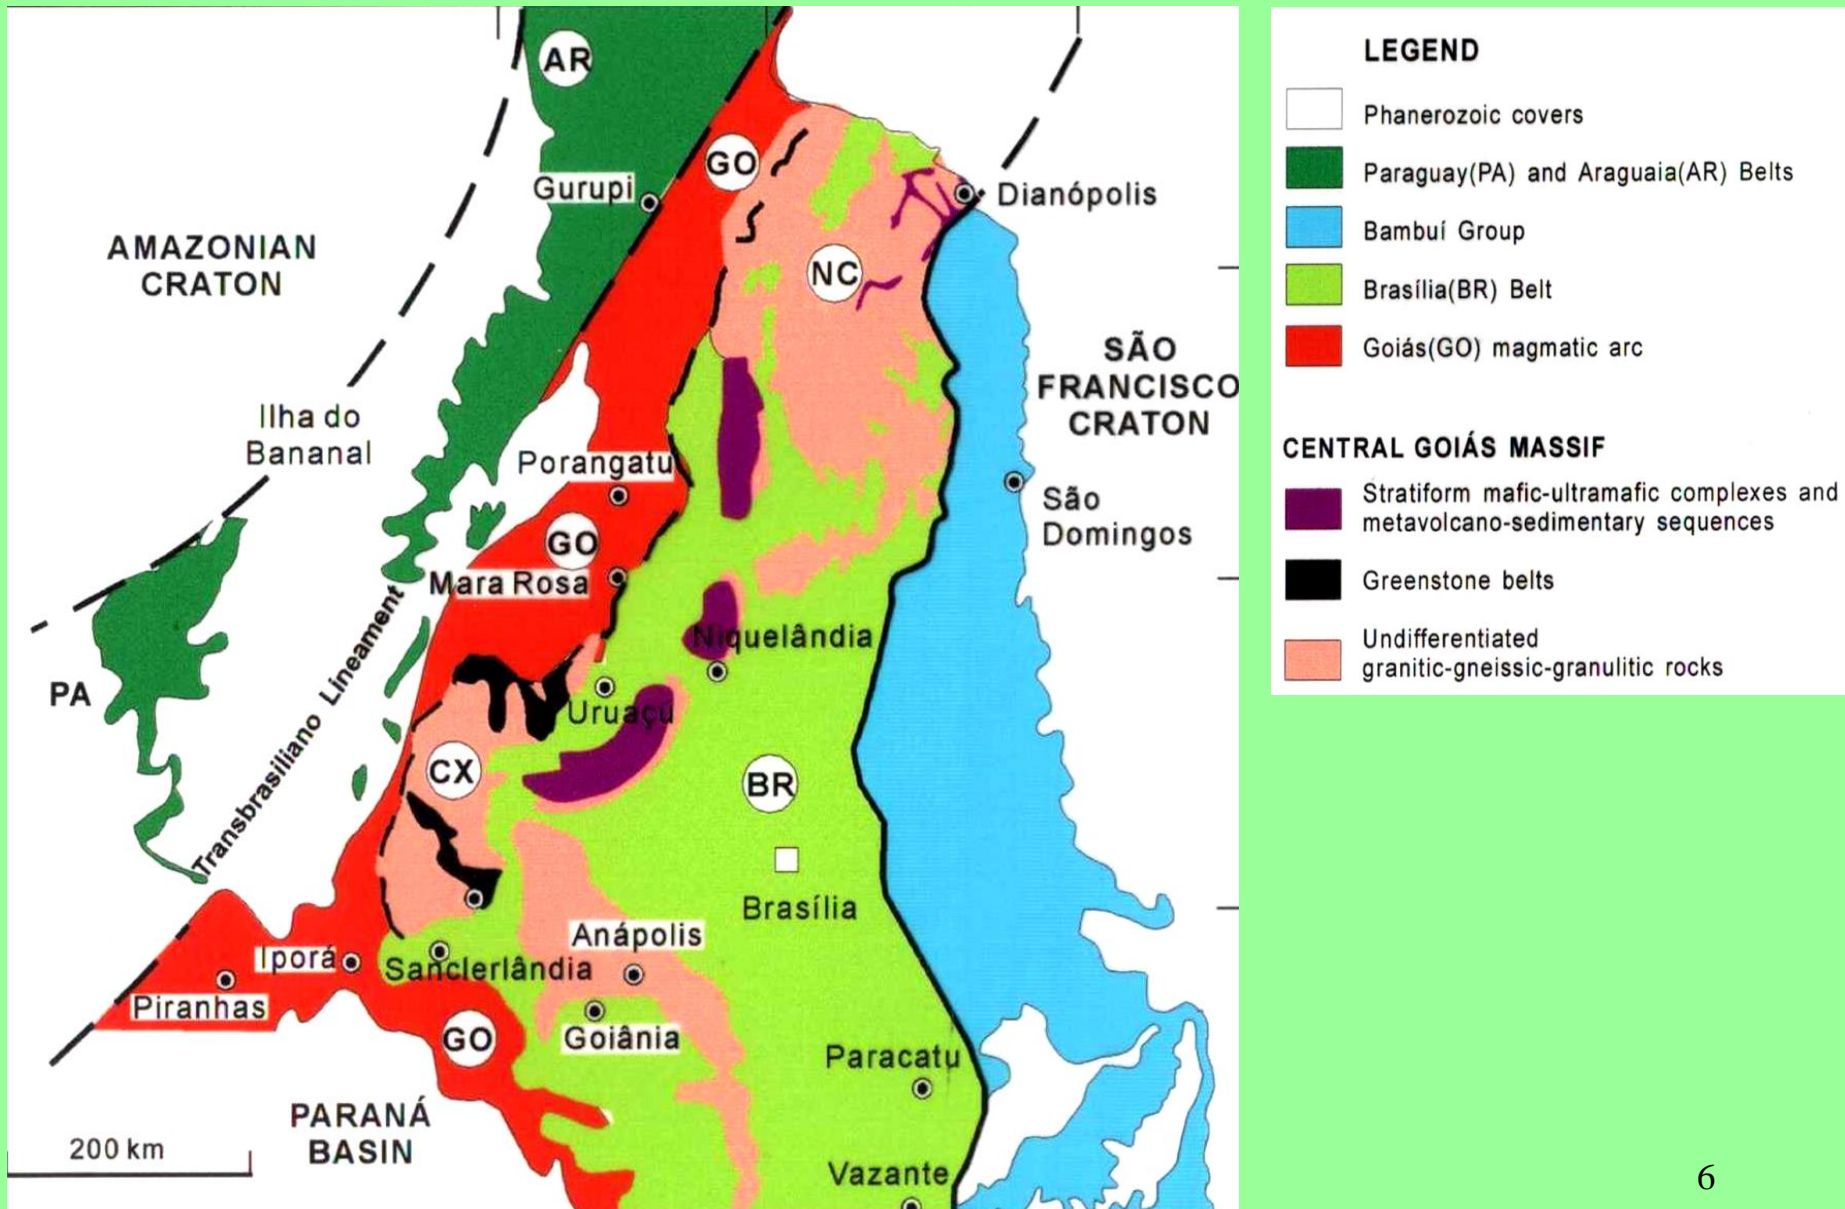 AR
GO
Gurupi
Dianópolis
AMAZONIAN
CRATON
NC
SÃO
FRANCISCO
CRATON
Ilha do
Bananal
Porangatu
São
Domingos
GO
Mara Rosa
Niquelândia
PA
Transbrasiliano Lineament
Uruaçú
CX
BR
Brasília
Anápolis
Iporá
Sanclerlândia
Piranhas
GO
Goiânia
Paracatu
PARANÁ
BASIN
200 km
Vazante
LEGEND
Phanerozoic covers
Paraguay(PA) and Araguaia(AR) Belts
Bambuí Group
Brasília(BR) Belt
Goiás(GO) magmatic arc
CENTRAL GOIÁS MASSIF
Stratiform mafic-ultramafic complexes and
metavolcano-sedimentary sequences
Greenstone belts
Undifferentiated
granitic-gneissic-granulitic rocks
6